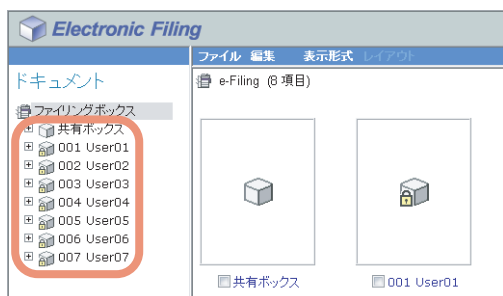 Electronic Filing
ファイル 編集 表示形式 レイアウト
ドキュメント
ファイリングボックス
共有ボックス
001 User01
002 User02
003 User03
004 User04
005 User05
006 User06
007 User07
e-Filing (8 項目)
共有ボックス
001 User01